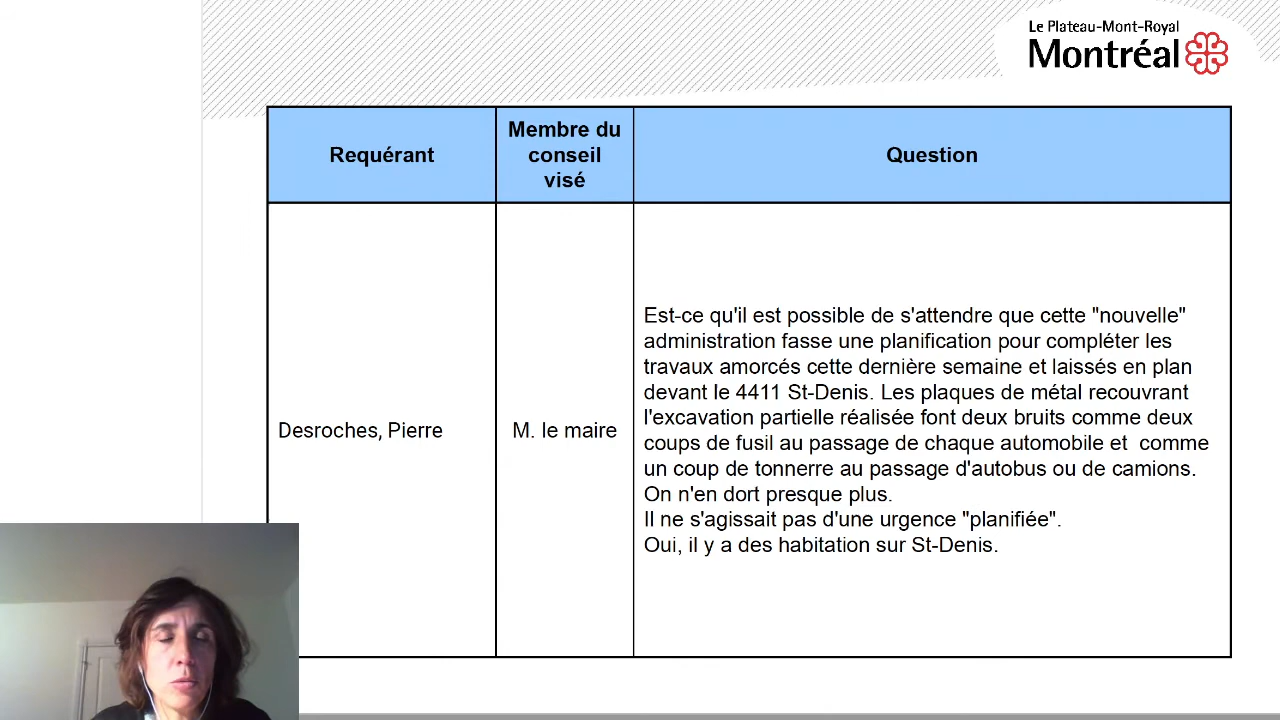 Le Plateau-Mont-Royal
Montréal
Requérant
Membre du
conseil
visé
Question
Desroches, Pierre
M. le maire
Est-ce qu'il est possible de s'attendre que cette "nouvelle"
administration fasse une planification pour compléter les
travaux amorcés cette dernière semaine et laissés en plan
devant le 4411 St-Denis. Les plaques de métal recouvrant
l'excavation partielle réalisée font deux bruits comme deux
coups de fusil au passage de chaque automobile et  comme
un coup de tonnerre au passage d'autobus ou de camions.
On n'en dort presque plus.
Il ne s'agissait pas d'une urgence "planifiée".
Oui, il y a des habitation sur St-Denis.